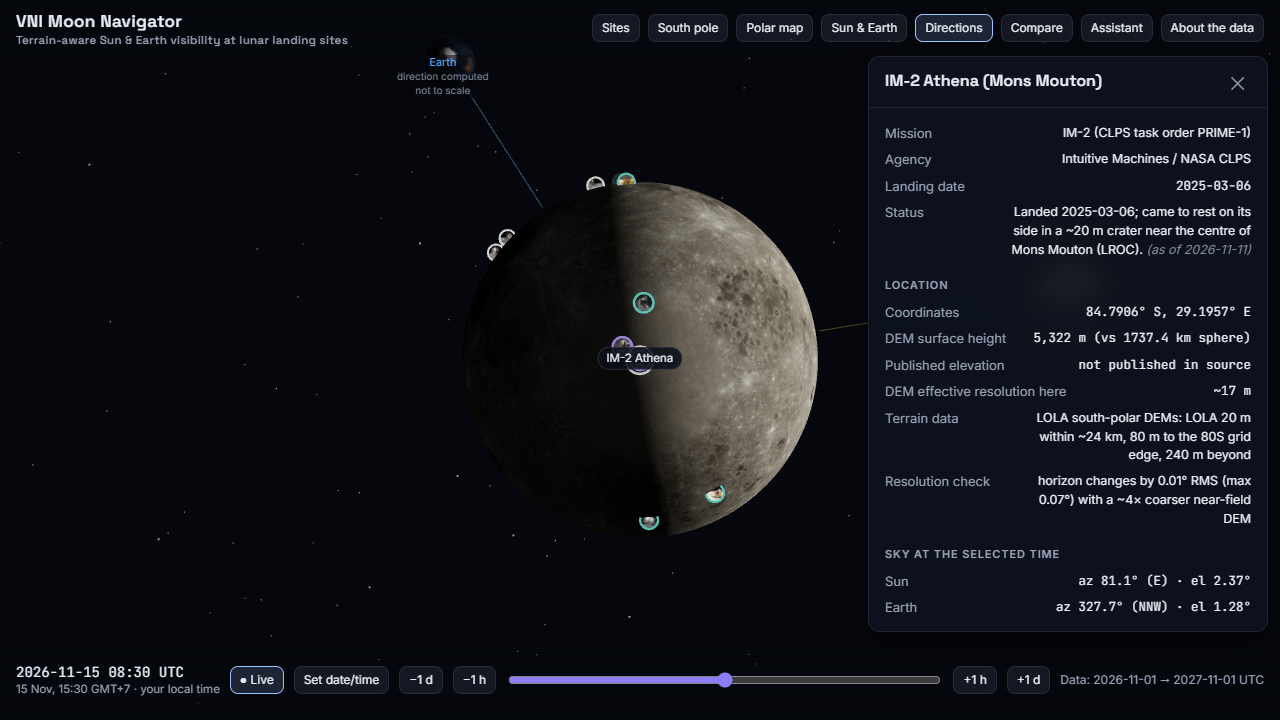 VNI Moon Navigator
Terrain-aware Sun & Earth visibility at lunar landing sites
Sites
South pole
Polar map
Sun & Earth
Directions
Compare
Assistant
About the data
Earth
direction computed
not to scale
IM-2 Athena
IM-2 Athena (Mons Mouton)
Mission IM-2 (CLPS task order PRIME-1)
Agency Intuitive Machines / NASA CLPS
Landing date 2025-03-06
Status Landed 2025-03-06; came to rest on its
side in a ~20 m crater near the centre of
Mons Mouton (LROC). (as of 2026-11-11)
LOCATION
Coordinates 84.7906° S, 29.1957° E
DEM surface height 5,322 m (vs 1737.4 km sphere)
Published elevation not published in source
DEM effective resolution here ~17 m
Terrain data LOLA south-polar DEMs: LOLA 20 m
within ~24 km, 80 m to the 80S grid
edge, 240 m beyond
Resolution check horizon changes by 0.01° RMS (max
0.07°) with a ~4× coarser near-field
DEM
SKY AT THE SELECTED TIME
Sun az 81.1° (E) · el 2.37°
Earth az 327.7° (NNW) · el 1.28°
2026-11-15 08:30 UTC
15 Nov, 15:30 GMT+7 · your local time
● Live
Set date/time
−1 d
−1 h
+1 h
+1 d
Data: 2026-11-01 → 2027-11-01 UTC